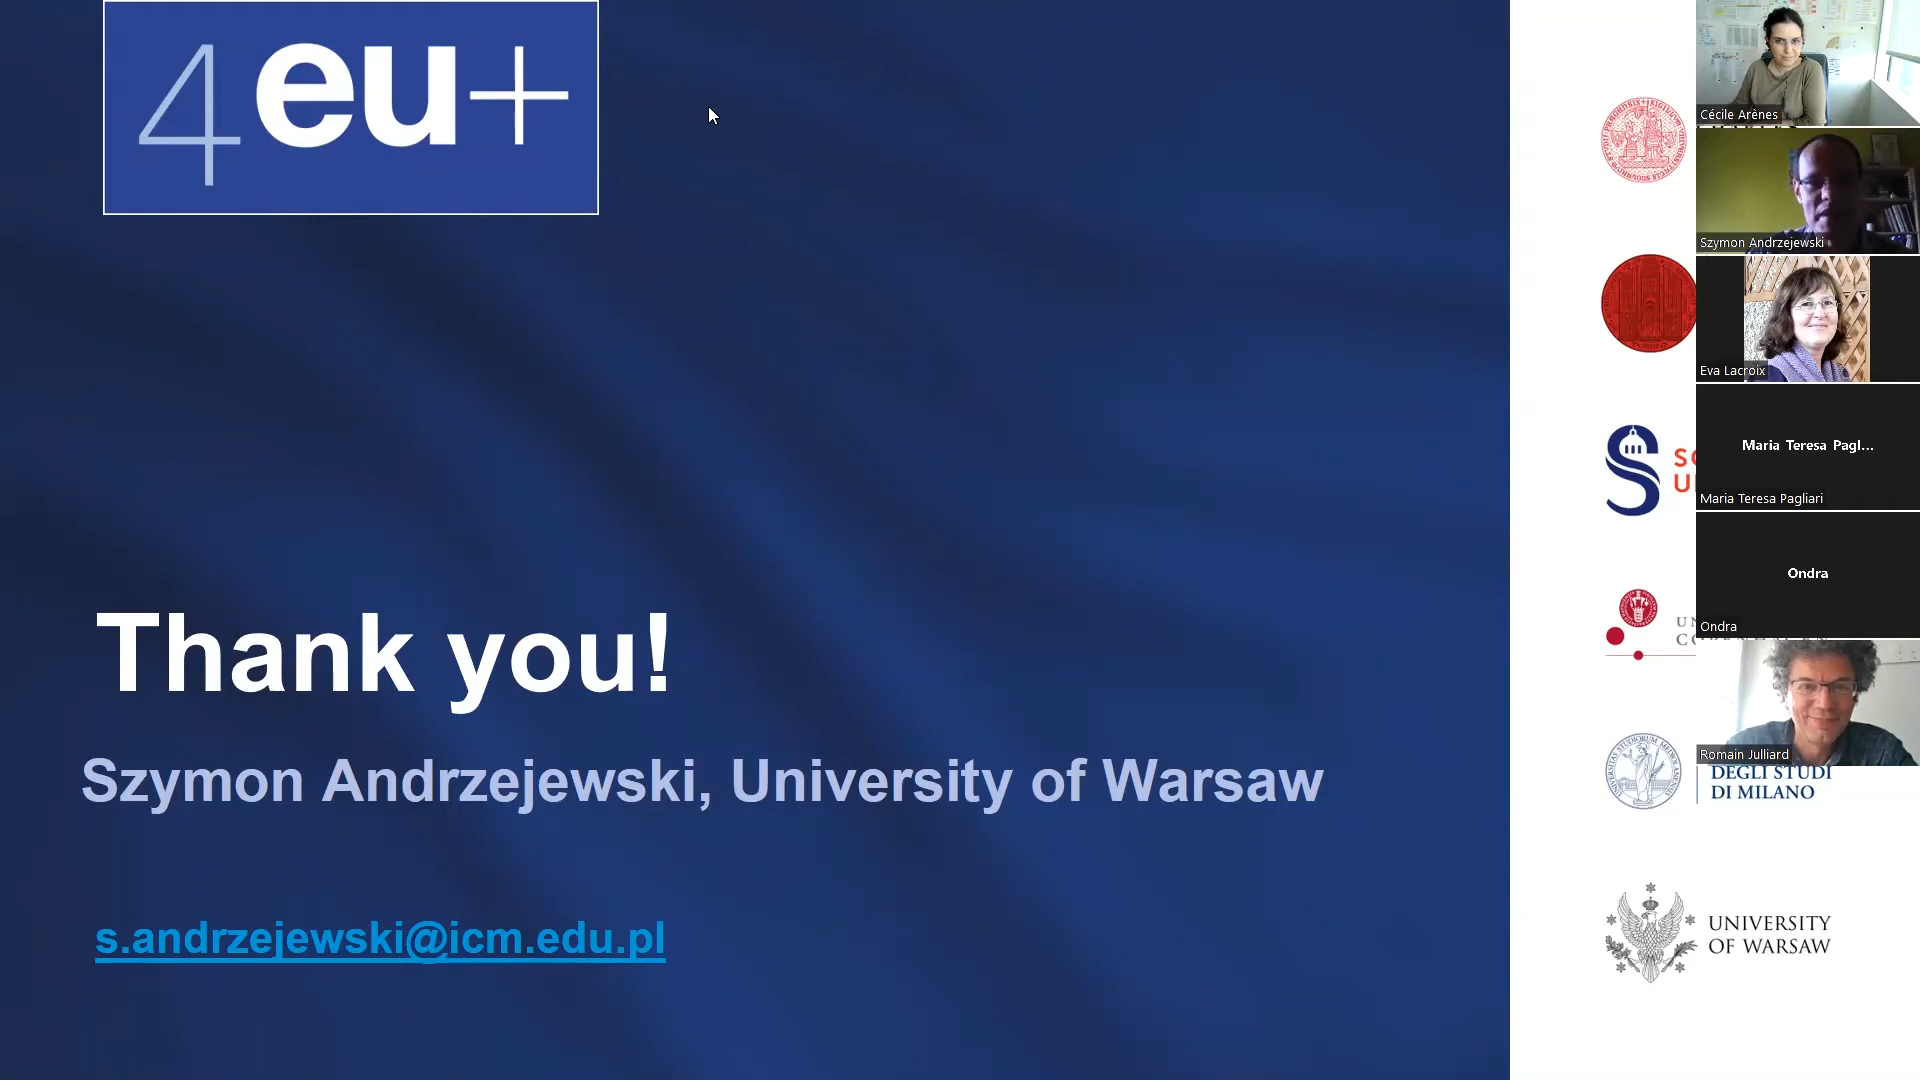 4eu+
Thank you!
Szymon Andrzejewski, University of Warsaw
s.andrzejewski@icm.edu.pl
Cécile Arènes
Szymon Andrzejewski
Eva Lacroix
Maria Teresa Pagl...
Maria Teresa Pagliari
Ondra
Ondra
Romain Julliard
DEGLI STUDI
DI MILANO
UNIVERSITY
OF WARSAW